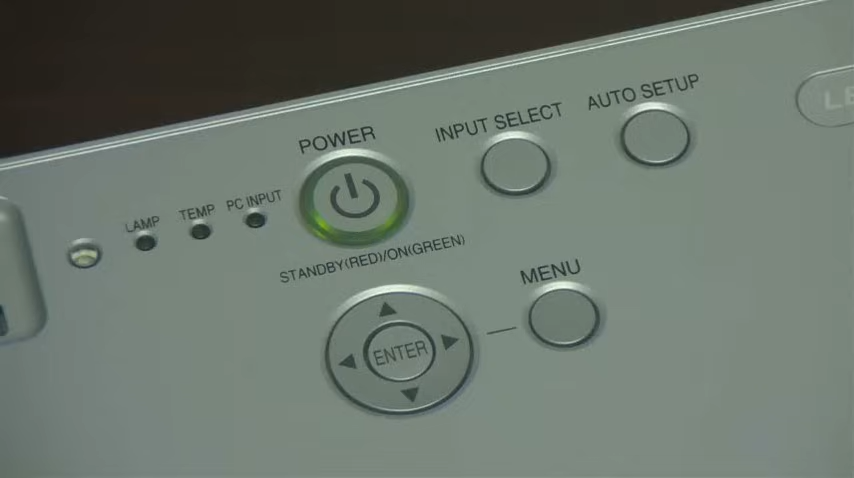 POWER
INPUT SELECT
AUTO SETUP
LAMP
TEMP
PC INPUT
STANDBY(RED)/ON(GREEN)
MENU
ENTER